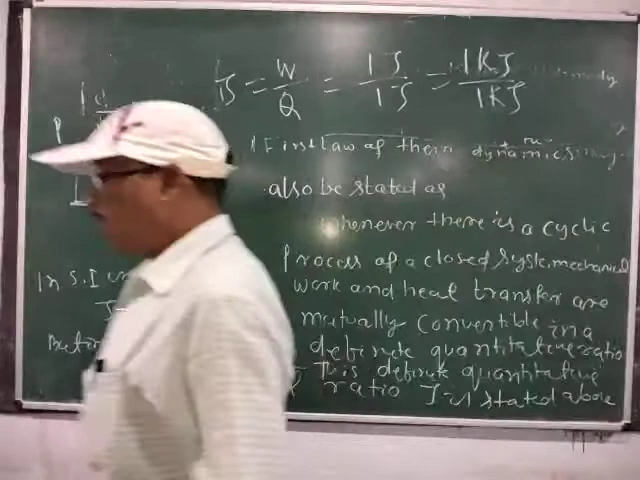 J = W/Q = 1J/1J = 1KJ/1KJ
P
First law of thermodynamics may
also be stated as
whenever there is a cyclic
process of a closed syste, mechanical
work and heat transfer are
mutually convertible in a
definite quantitative ratio
This definite quantitative
ratio J is stated above
In S.I